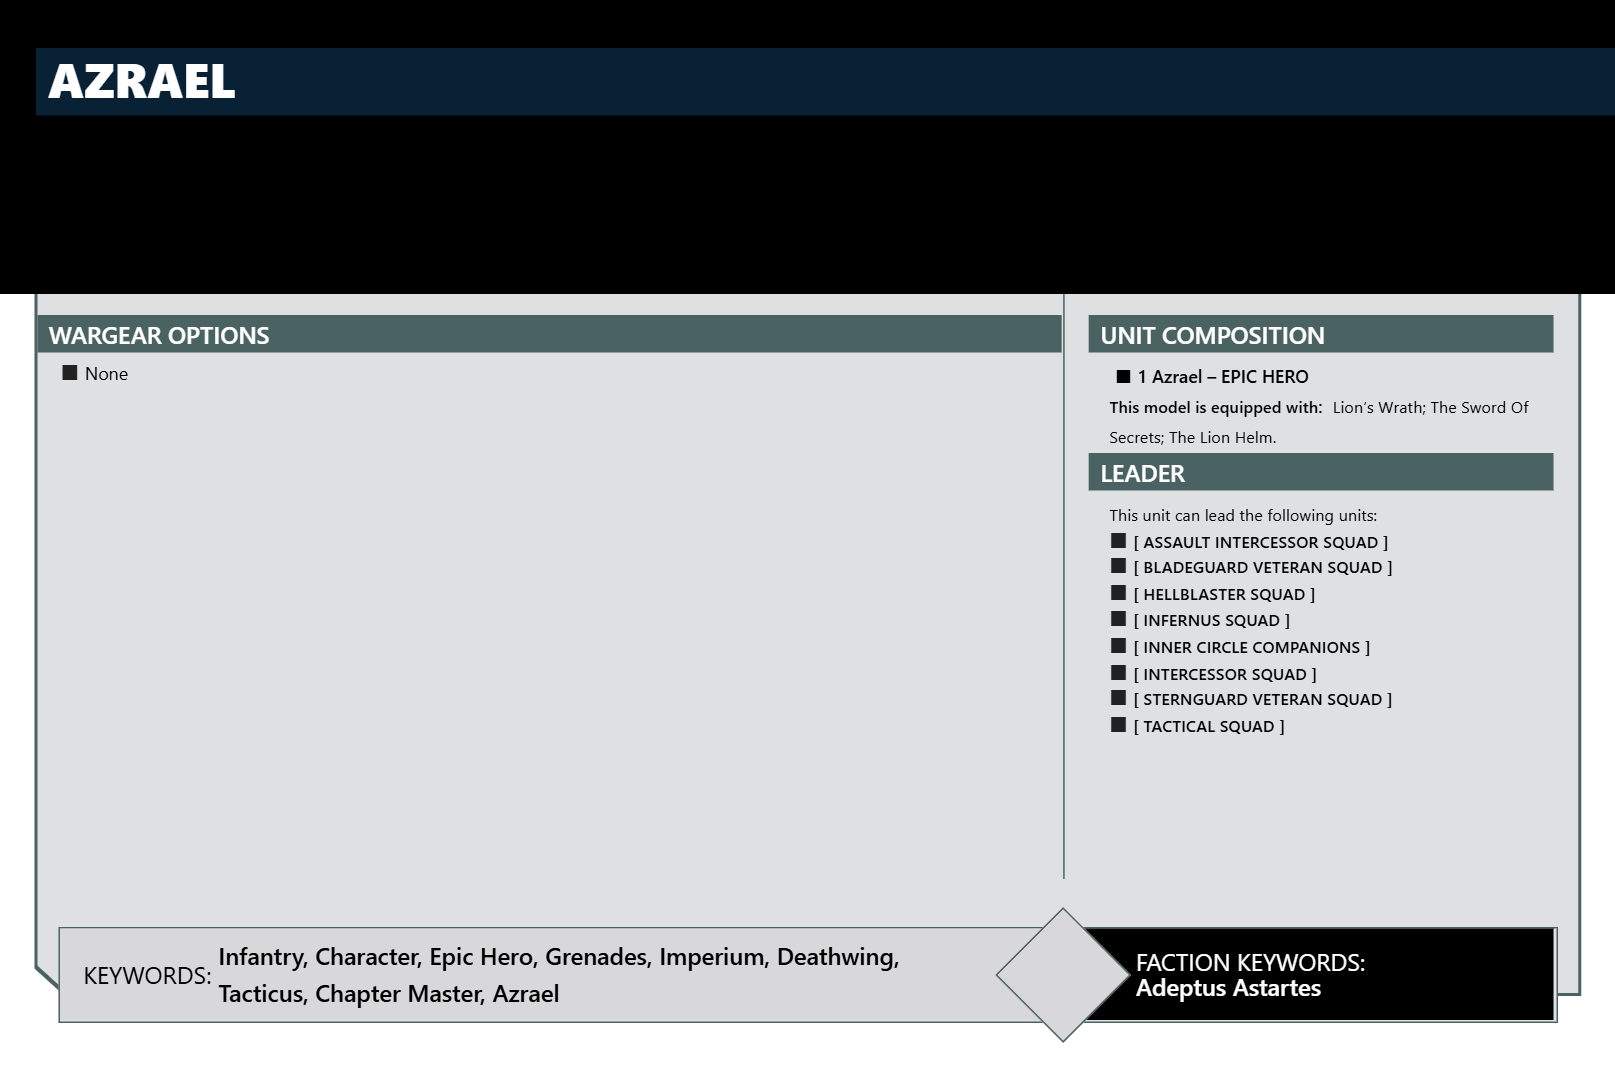 AZRAEL
WARGEAR OPTIONS
■ None
UNIT COMPOSITION
■ 1 Azrael – EPIC HERO
This model is equipped with: Lion's Wrath; The Sword Of
Secrets; The Lion Helm.
LEADER
This unit can lead the following units:
■ [ ASSAULT INTERCESSOR SQUAD ]
■ [ BLADEGUARD VETERAN SQUAD ]
■ [ HELLBLASTER SQUAD ]
■ [ INFERNUS SQUAD ]
■ [ INNER CIRCLE COMPANIONS ]
■ [ INTERCESSOR SQUAD ]
■ [ STERNGUARD VETERAN SQUAD ]
■ [ TACTICAL SQUAD ]
KEYWORDS: Infantry, Character, Epic Hero, Grenades, Imperium, Deathwing,
Tacticus, Chapter Master, Azrael
FACTION KEYWORDS:
Adeptus Astartes